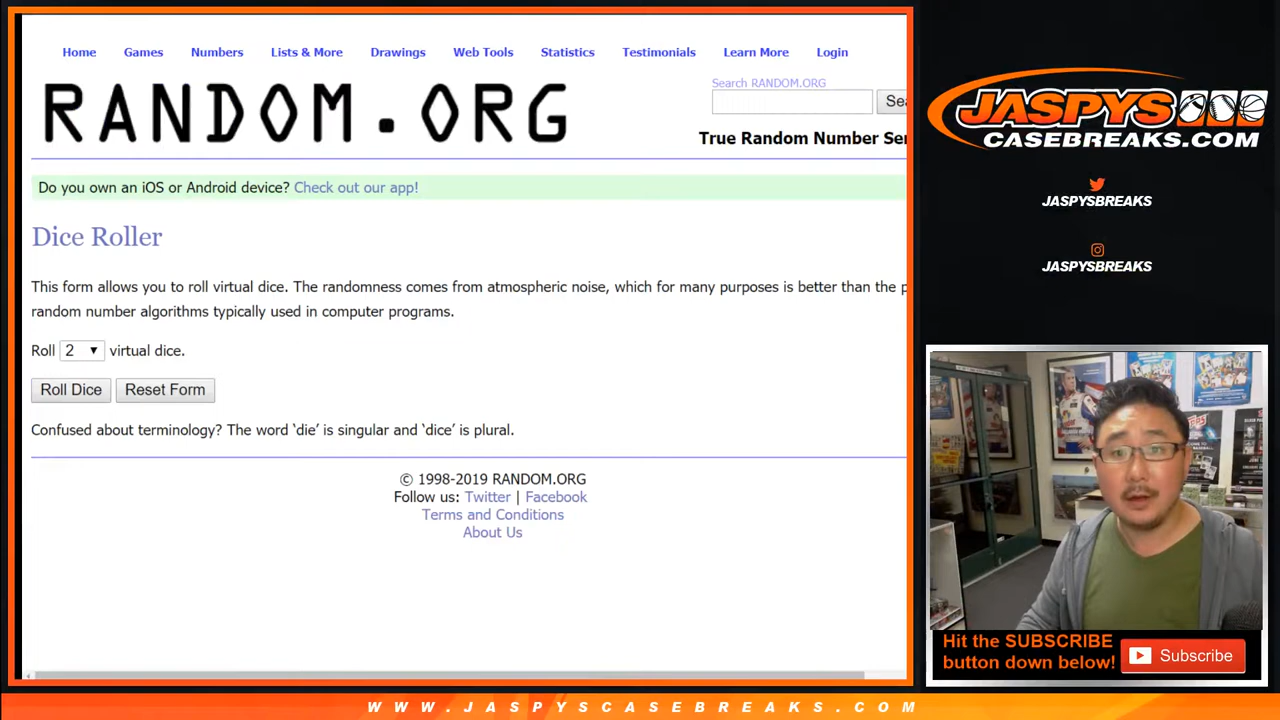 Home Games Numbers Lists & More Drawings Web Tools Statistics Testimonials Learn More Login
RANDOM.ORG
Search RANDOM.ORG
True Random Number Ser
Do you own an iOS or Android device? Check out our app!
Dice Roller
This form allows you to roll virtual dice. The randomness comes from atmospheric noise, which for many purposes is better than the p
random number algorithms typically used in computer programs.
Roll 2 virtual dice.
Roll Dice Reset Form
Confused about terminology? The word ‘die’ is singular and ‘dice’ is plural.
© 1998-2019 RANDOM.ORG
Follow us: Twitter | Facebook
Terms and Conditions
About Us
JASPYS
CASEBREAKS.COM
JASPYSBREAKS
JASPYSBREAKS
Hit the SUBSCRIBE
button down below!
Subscribe
WWW.JASPYSCASEBREAKS.COM